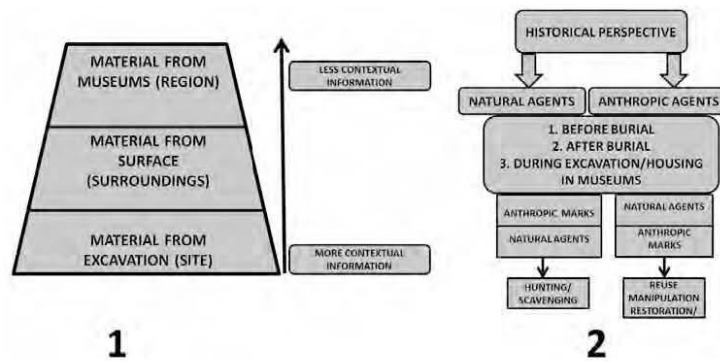 MATERIAL FROM
MUSEUMS (REGION)
MATERIAL FROM
SURFACE
(SURROUNDINGS)
MATERIAL FROM
EXCAVATION (SITE)
LESS CONTEXTUAL
INFORMATION
MORE CONTEXTUAL
INFORMATION
1
HISTORICAL PERSPECTIVE
NATURAL AGENTS
ANTHROPIC AGENTS
1. BEFORE BURIAL
2. AFTER BURIAL
3. DURING EXCAVATION/HOUSING
IN MUSEUMS
ANTHROPIC MARKS
NATURAL AGENTS
NATURAL AGENTS
ANTHROPIC
MARKS
HUNTING/
SCAVENGING
REUSE
MANIPULATION
RESTORATION/
2